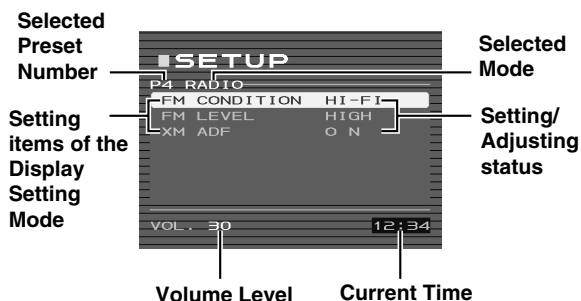 Selected
Preset
Number
SETUP
Selected
Mode
P4 RADIO
FM CONDITION HI-FI
FM LEVEL HIGH
XM ADF O N
Setting
items of the
Display
Setting
Mode
Setting/
Adjusting
status
VOL. 30 12:34
Volume Level
Current Time